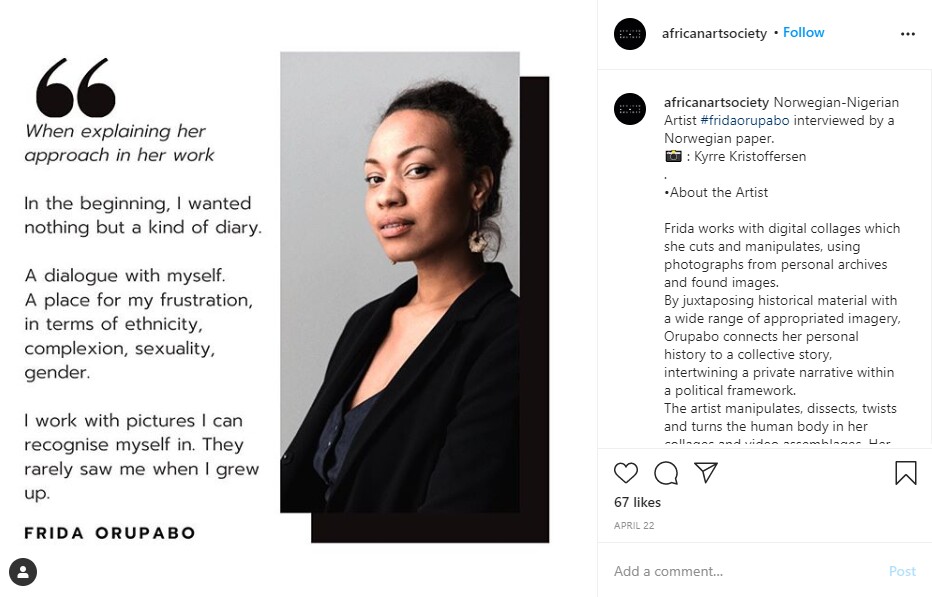 “
When explaining her
approach in her work
In the beginning, I wanted
nothing but a kind of diary.
A dialogue with myself.
A place for my frustration,
in terms of ethnicity,
complexion, sexuality,
gender.
I work with pictures I can
recognise myself in. They
rarely saw me when I grew
up.
FRIDA ORUPABO
africanartsociety • Follow
africanartsociety Norwegian-Nigerian
Artist #fridaorupabo interviewed by a
Norwegian paper.
📷 : Kyrre Kristoffersen
.
•About the Artist
Frida works with digital collages which
she cuts and manipulates, using
photographs from personal archives
and found images.
By juxtaposing historical material with
a wide range of appropriated imagery,
Orupabo connects her personal
history to a collective story,
intertwining a private narrative within
a political framework.
The artist manipulates, dissects, twists
and turns the human body in her
collages and video assemblages. Her
67 likes
APRIL 22
Add a comment...
Post